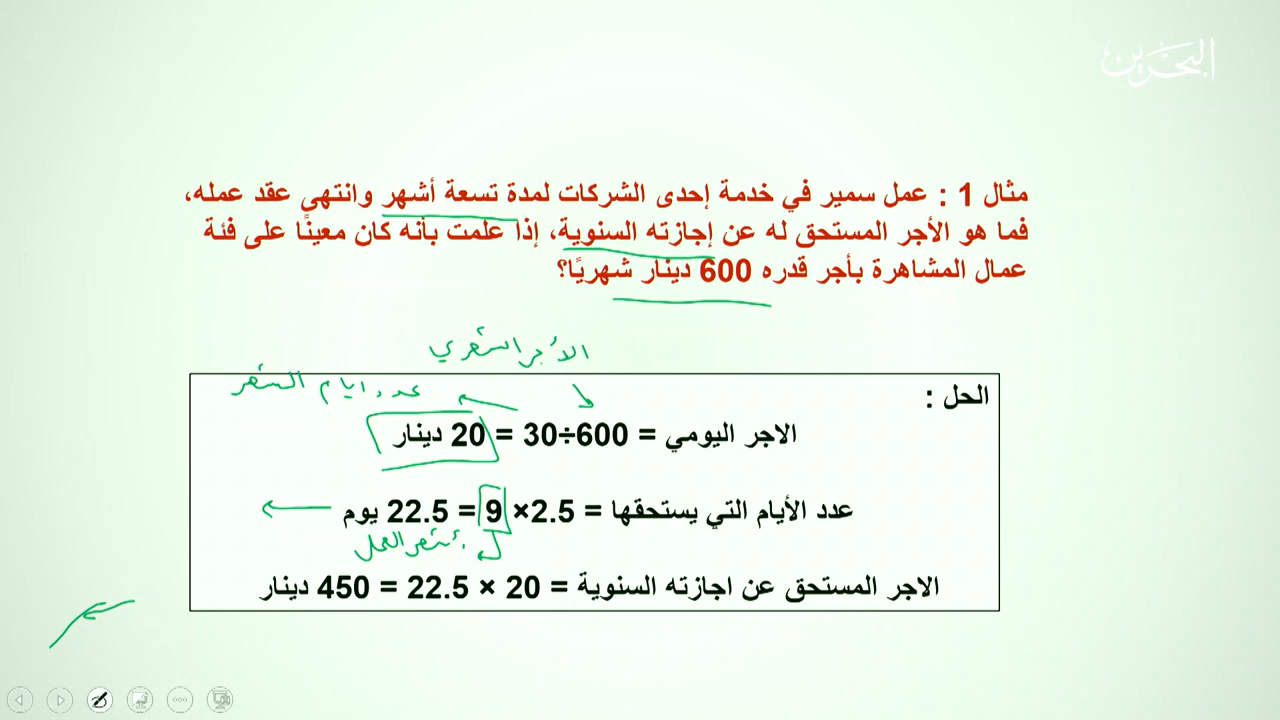 البحرين
مثال 1 : عمل سمير في خدمة إحدى الشركات لمدة تسعة أشهر وانتهى عقد عمله،
فما هو الأجر المستحق له عن إجازته السنوية، إذا علمت بأنه كان معينًا على فئة
عمال المشاهرة بأجر قدره 600 دينار شهريًا؟
الأجر الشهري
عدد ايام الشهر
الحل :
الاجر اليومي = 600÷30 = 20 دينار
عدد الأيام التي يستحقها = 2.5× 9 = 22.5 يوم
أشهر العمل
الاجر المستحق عن اجازته السنوية = 20 × 22.5 = 450 دينار